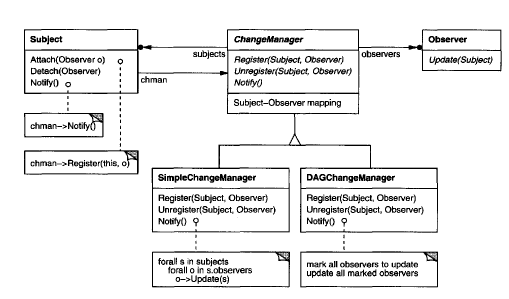 Subject
Attach(Observer o)
Detach(Observer)
Notify()
chman->Notify()
chman->Register(this, o)
subjects
chman
ChangeManager
Register(Subject, Observer)
Unregister(Subject, Observer)
Notify()
Subject–Observer mapping
observers
Observer
Update(Subject)
SimpleChangeManager
Register(Subject, Observer)
Unregister(Subject, Observer)
Notify()
forall s in subjects
forall o in s.observers
o->Update(s)
DAGChangeManager
Register(Subject, Observer)
Unregister(Subject, Observer)
Notify()
mark all observers to update
update all marked observers